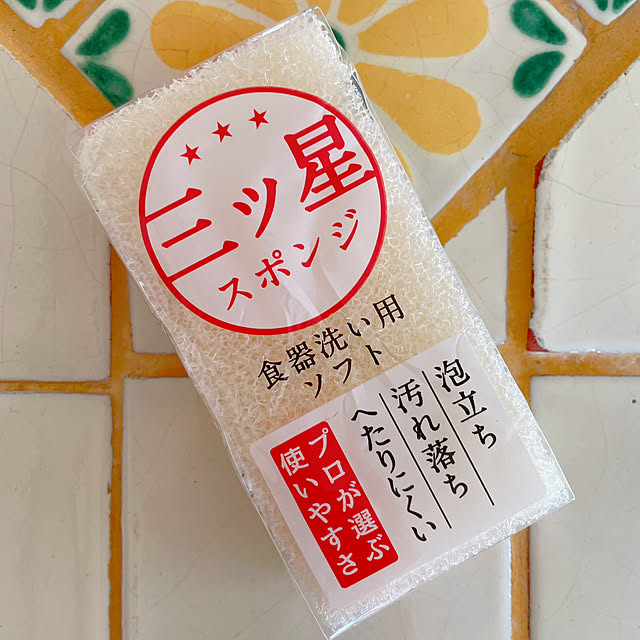 三ッ星
スポンジ
食器洗い用
ソフト
泡立ち
汚れ落ち
へたりにくい
プロが選ぶ
使いやすさ